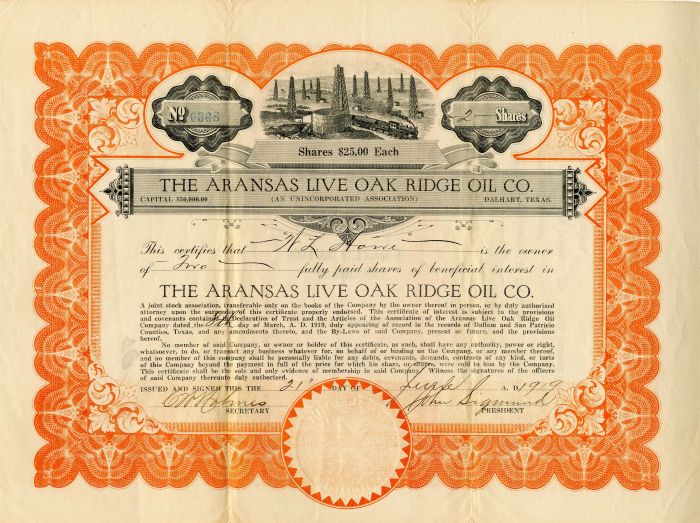 No 6363
2 Shares
Shares $25.00 Each
THE ARANSAS LIVE OAK RIDGE OIL CO.
CAPITAL $50,000.00 (AN UNINCORPORATED ASSOCIATION) DALHART, TEXAS.
This certifies that W L Howe is the owner
of Two fully paid shares of beneficial interest in
THE ARANSAS LIVE OAK RIDGE OIL CO.
A joint stock association, transferable only on the books of the Company by the owner thereof in person, or by duly authorized
attorney upon the surrender of this certificate properly endorsed. This certificate of interest is subject to the provisions
and covenants contained in Declaration of Trust and the Articles of the Association of the Aransas Live Oak Ridge Oil
Company dated the 5th day of March, A. D. 1919, duly appearing of record in the records of Dallam and San Patricio
Counties, Texas, and any amendments thereto, and the By-Laws of said Company, present or future, and the provisions
hereof.
No member of said Company, or owner or holder of this certificate, as such, shall have any authority, power or right,
whatsoever, to do, or transact any business whatever for, on behalf of or binding on the Company, or any member thereof,
and no member of this company shall be personally liable for any debts, covenants, demands, contracts of any kind, or torts
of this Company beyond the payment in full of the price for which his share, or shares, were sold to him by the Company.
This certificate shall be the sole and only evidence of membership in said Company. Witness the signatures of the officers
of said Company thereunto duly authorized.
ISSUED AND SIGNED THIS THE 21st DAY OF A. D. 1919
Holmes John Sigmund
SECRETARY PRESIDENT